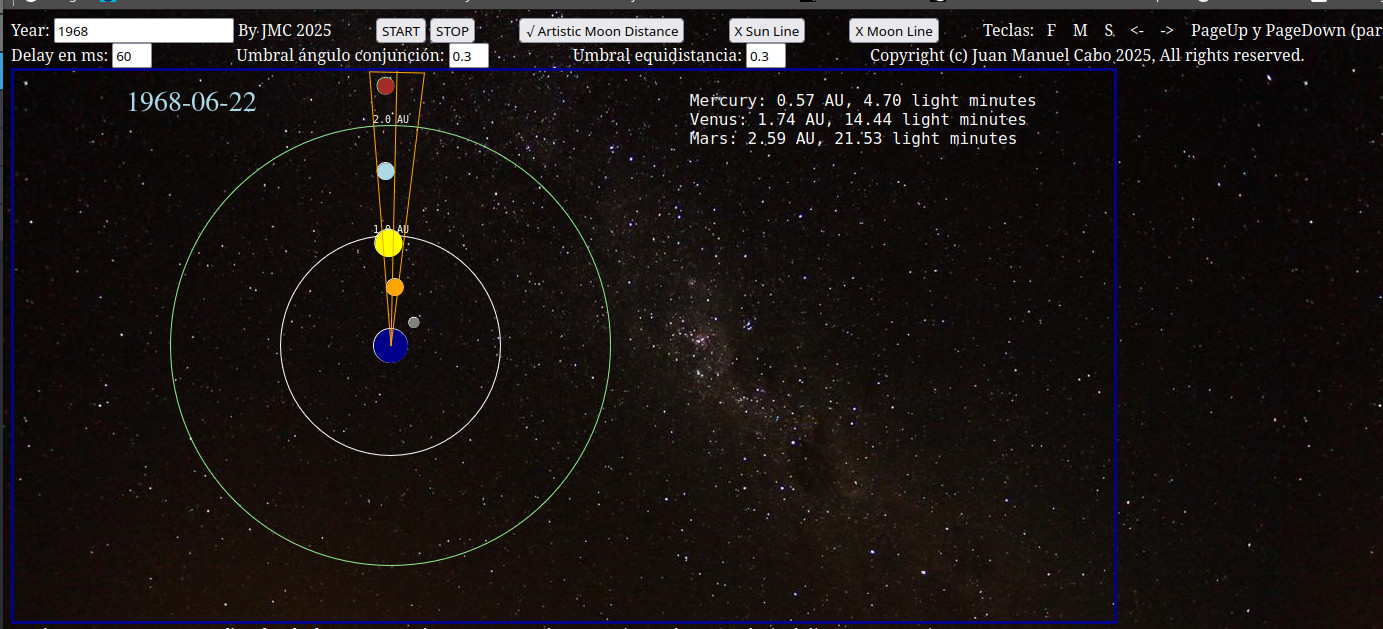 Year: 1968 By JMC 2025 START STOP √ Artistic Moon Distance X Sun Line X Moon Line Teclas: F M S <- -> PageUp y PageDown (par
Delay en ms: 60 Umbral ángulo conjunción: 0.3 Umbral equidistancia: 0.3 Copyright (c) Juan Manuel Cabo 2025, All rights reserved.
1968-06-22
Mercury: 0.57 AU, 4.70 light minutes
Venus: 1.74 AU, 14.44 light minutes
Mars: 2.59 AU, 21.53 light minutes
2.0 AU
1.0 AU